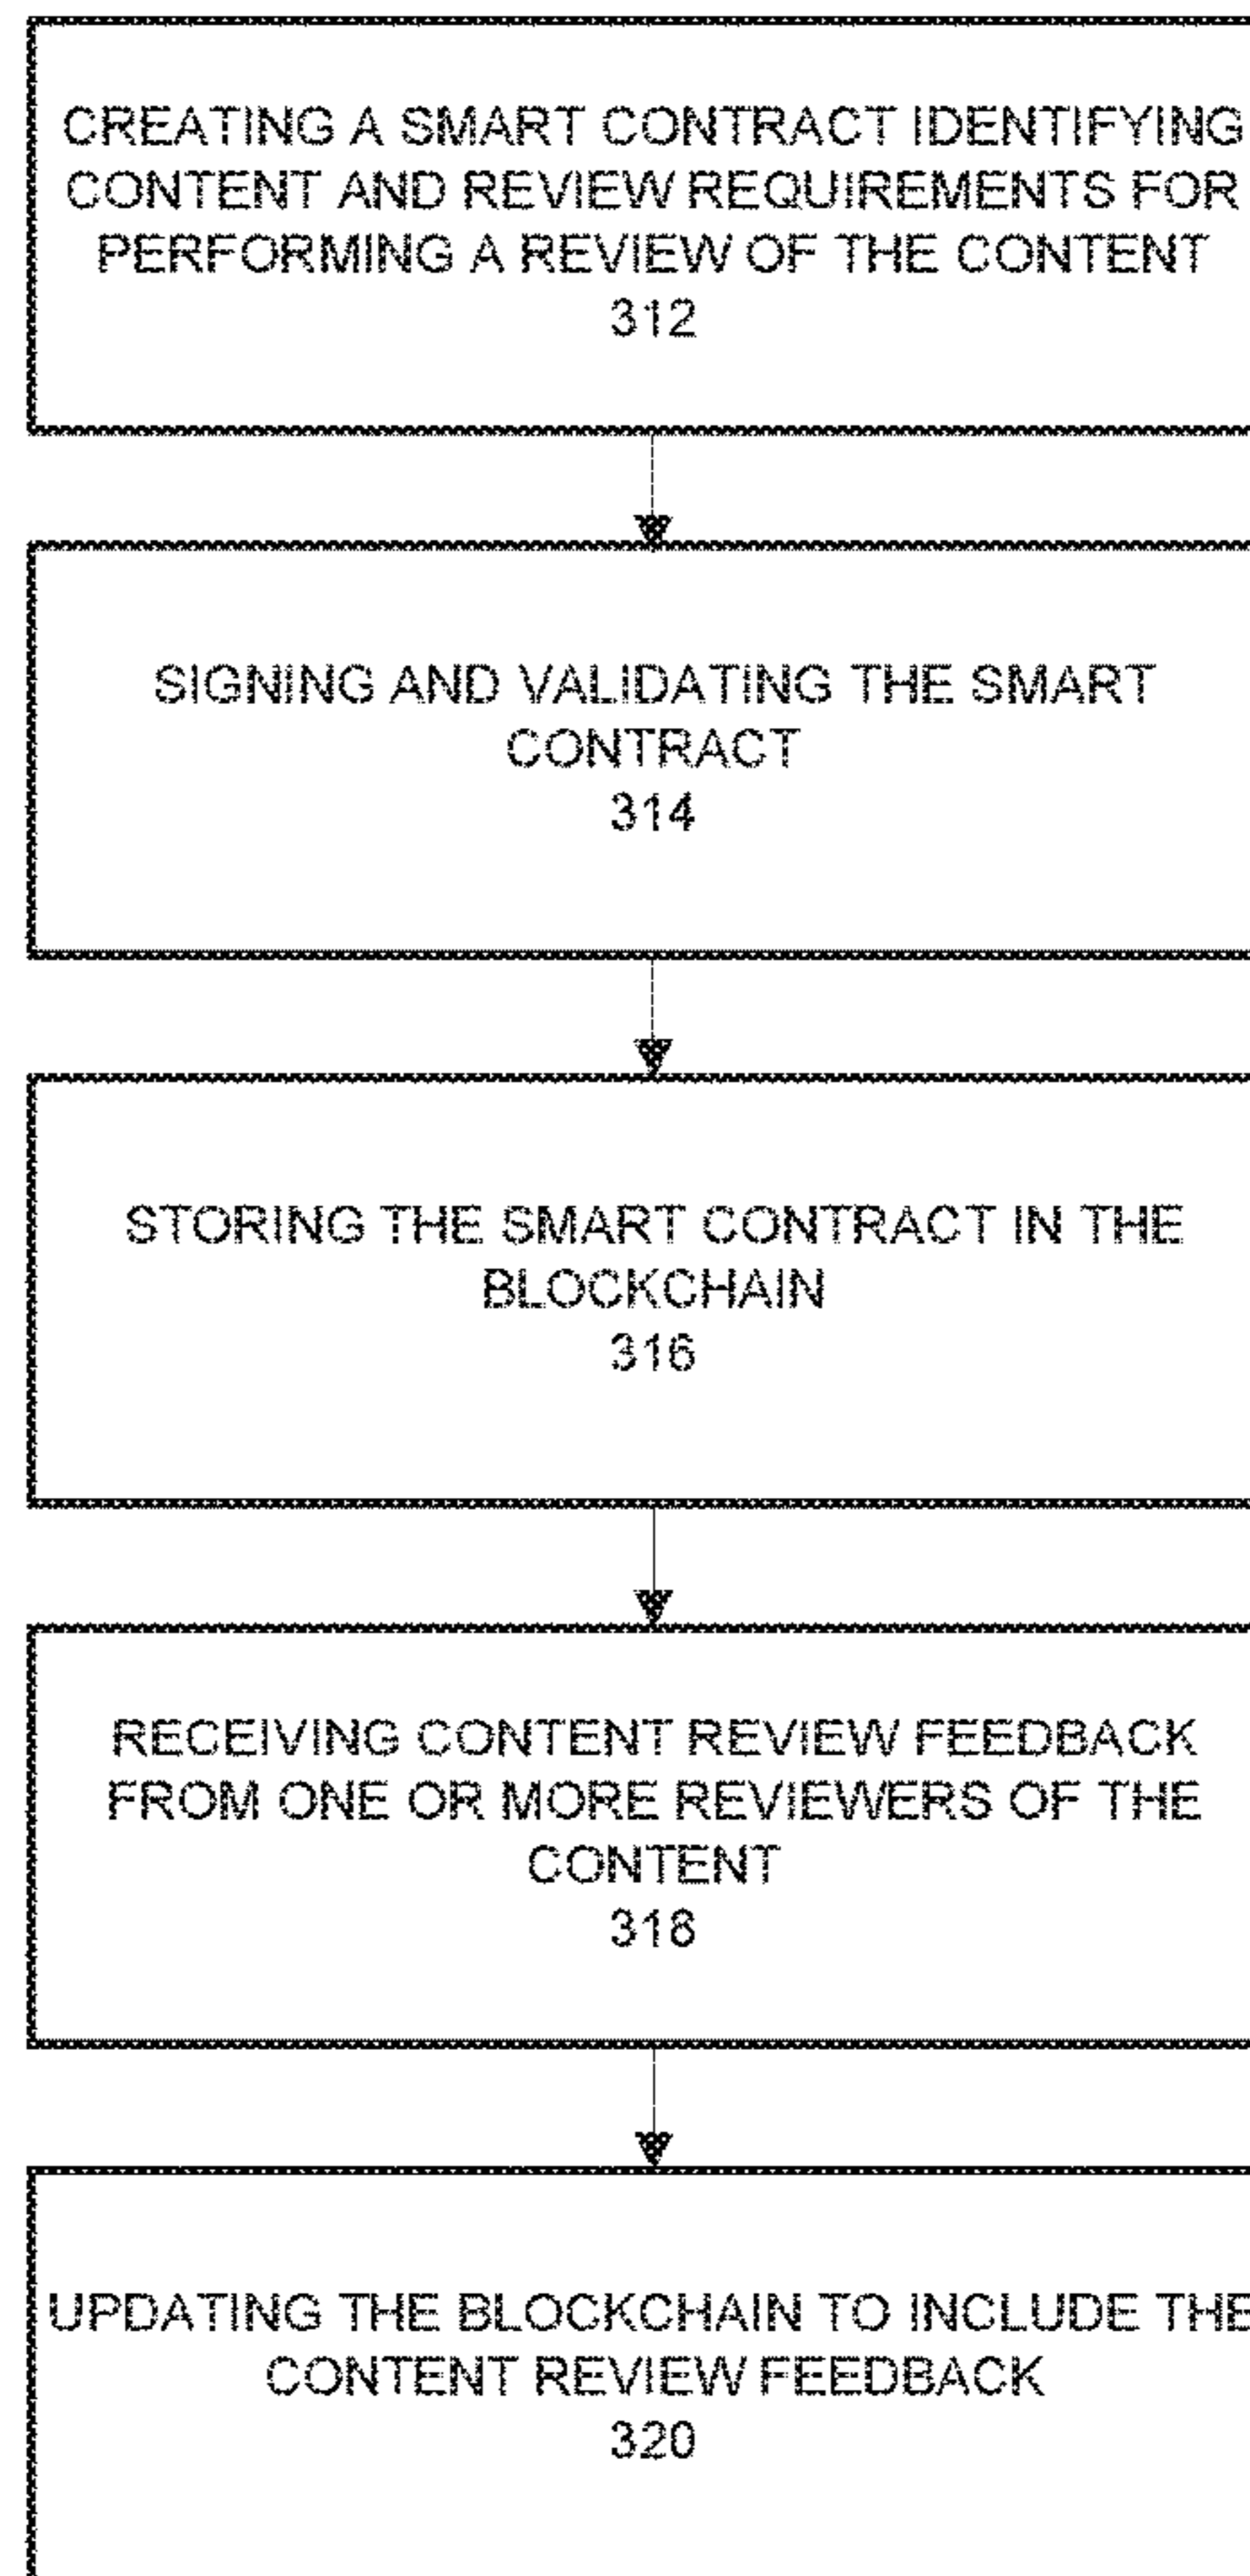 CREATING A SMART CONTRACT IDENTIFYING
CONTENT AND REVIEW REQUIREMENTS FOR
PERFORMING A REVIEW OF THE CONTENT
312
SIGNING AND VALIDATING THE SMART
CONTRACT
314
STORING THE SMART CONTRACT IN THE
BLOCKCHAIN
316
RECEIVING CONTENT REVIEW FEEDBACK
FROM ONE OR MORE REVIEWERS OF THE
CONTENT
318
UPDATING THE BLOCKCHAIN TO INCLUDE THE
CONTENT REVIEW FEEDBACK
320